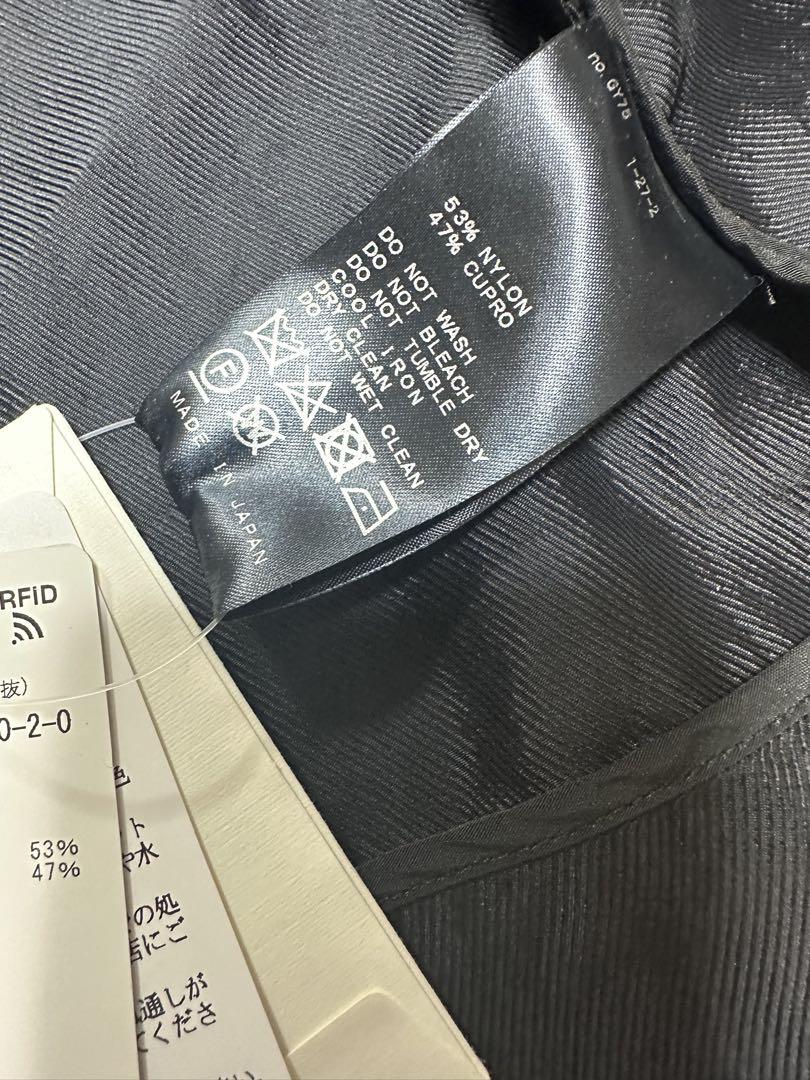 no. GY75
1-27-2
53% NYLON
47% CUPRO
DO NOT WASH
DO NOT BLEACH
DO NOT TUMBLE DRY
COOL IRON
DRY CLEAN
DO NOT WET CLEAN
P
W
MADE IN JAPAN
RFiD
抜)
0-2-0
53%
47%
色
ト
や水
の処
店にご
通しが
てくださ